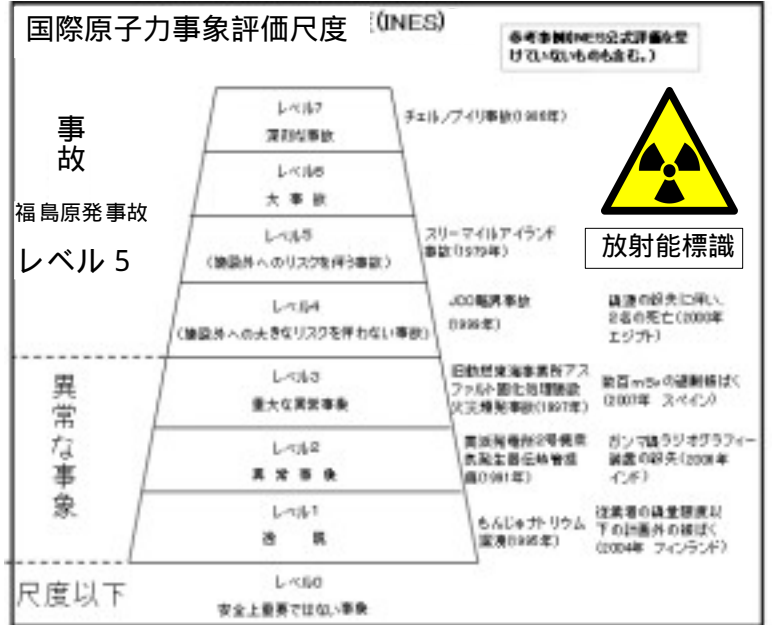 国際原子力事象評価尺度 (INES)
参考事例(INES公式評価を受
けていないものも含む。)
レベル7
深刻な事故
チェルノブイリ事故(1986年)
事故
レベル6
大事故
福島原発事故
レベル5
レベル5
(施設外へのリスクを伴う事故)
スリーマイルアイランド
事故(1979年)
放射能標識
レベル4
(施設外への大きなリスクを伴わない事故)
JCO臨界事故
(1999年)
線源の紛失に伴い、
2名の死亡(2000年
エジプト)
異常な事象
レベル3
重大な異常事象
旧動燃東海事業所アス
ファルト固化処理施設
火災爆発事故(1997年)
数百mSvの過剰被ばく
(2007年 スペイン)
レベル2
異常事象
美浜発電所2号機蒸
気発生器伝熱管損
傷(1991年)
ガンマ線ラジオグラフィー
装置の紛失(2006年
インド)
レベル1
逸脱
もんじゅナトリウム
漏洩(1995年)
従業者の線量限度以
下の計画外の被ばく
(2004年 フィンランド)
尺度以下
レベル0
安全上重要ではない事象